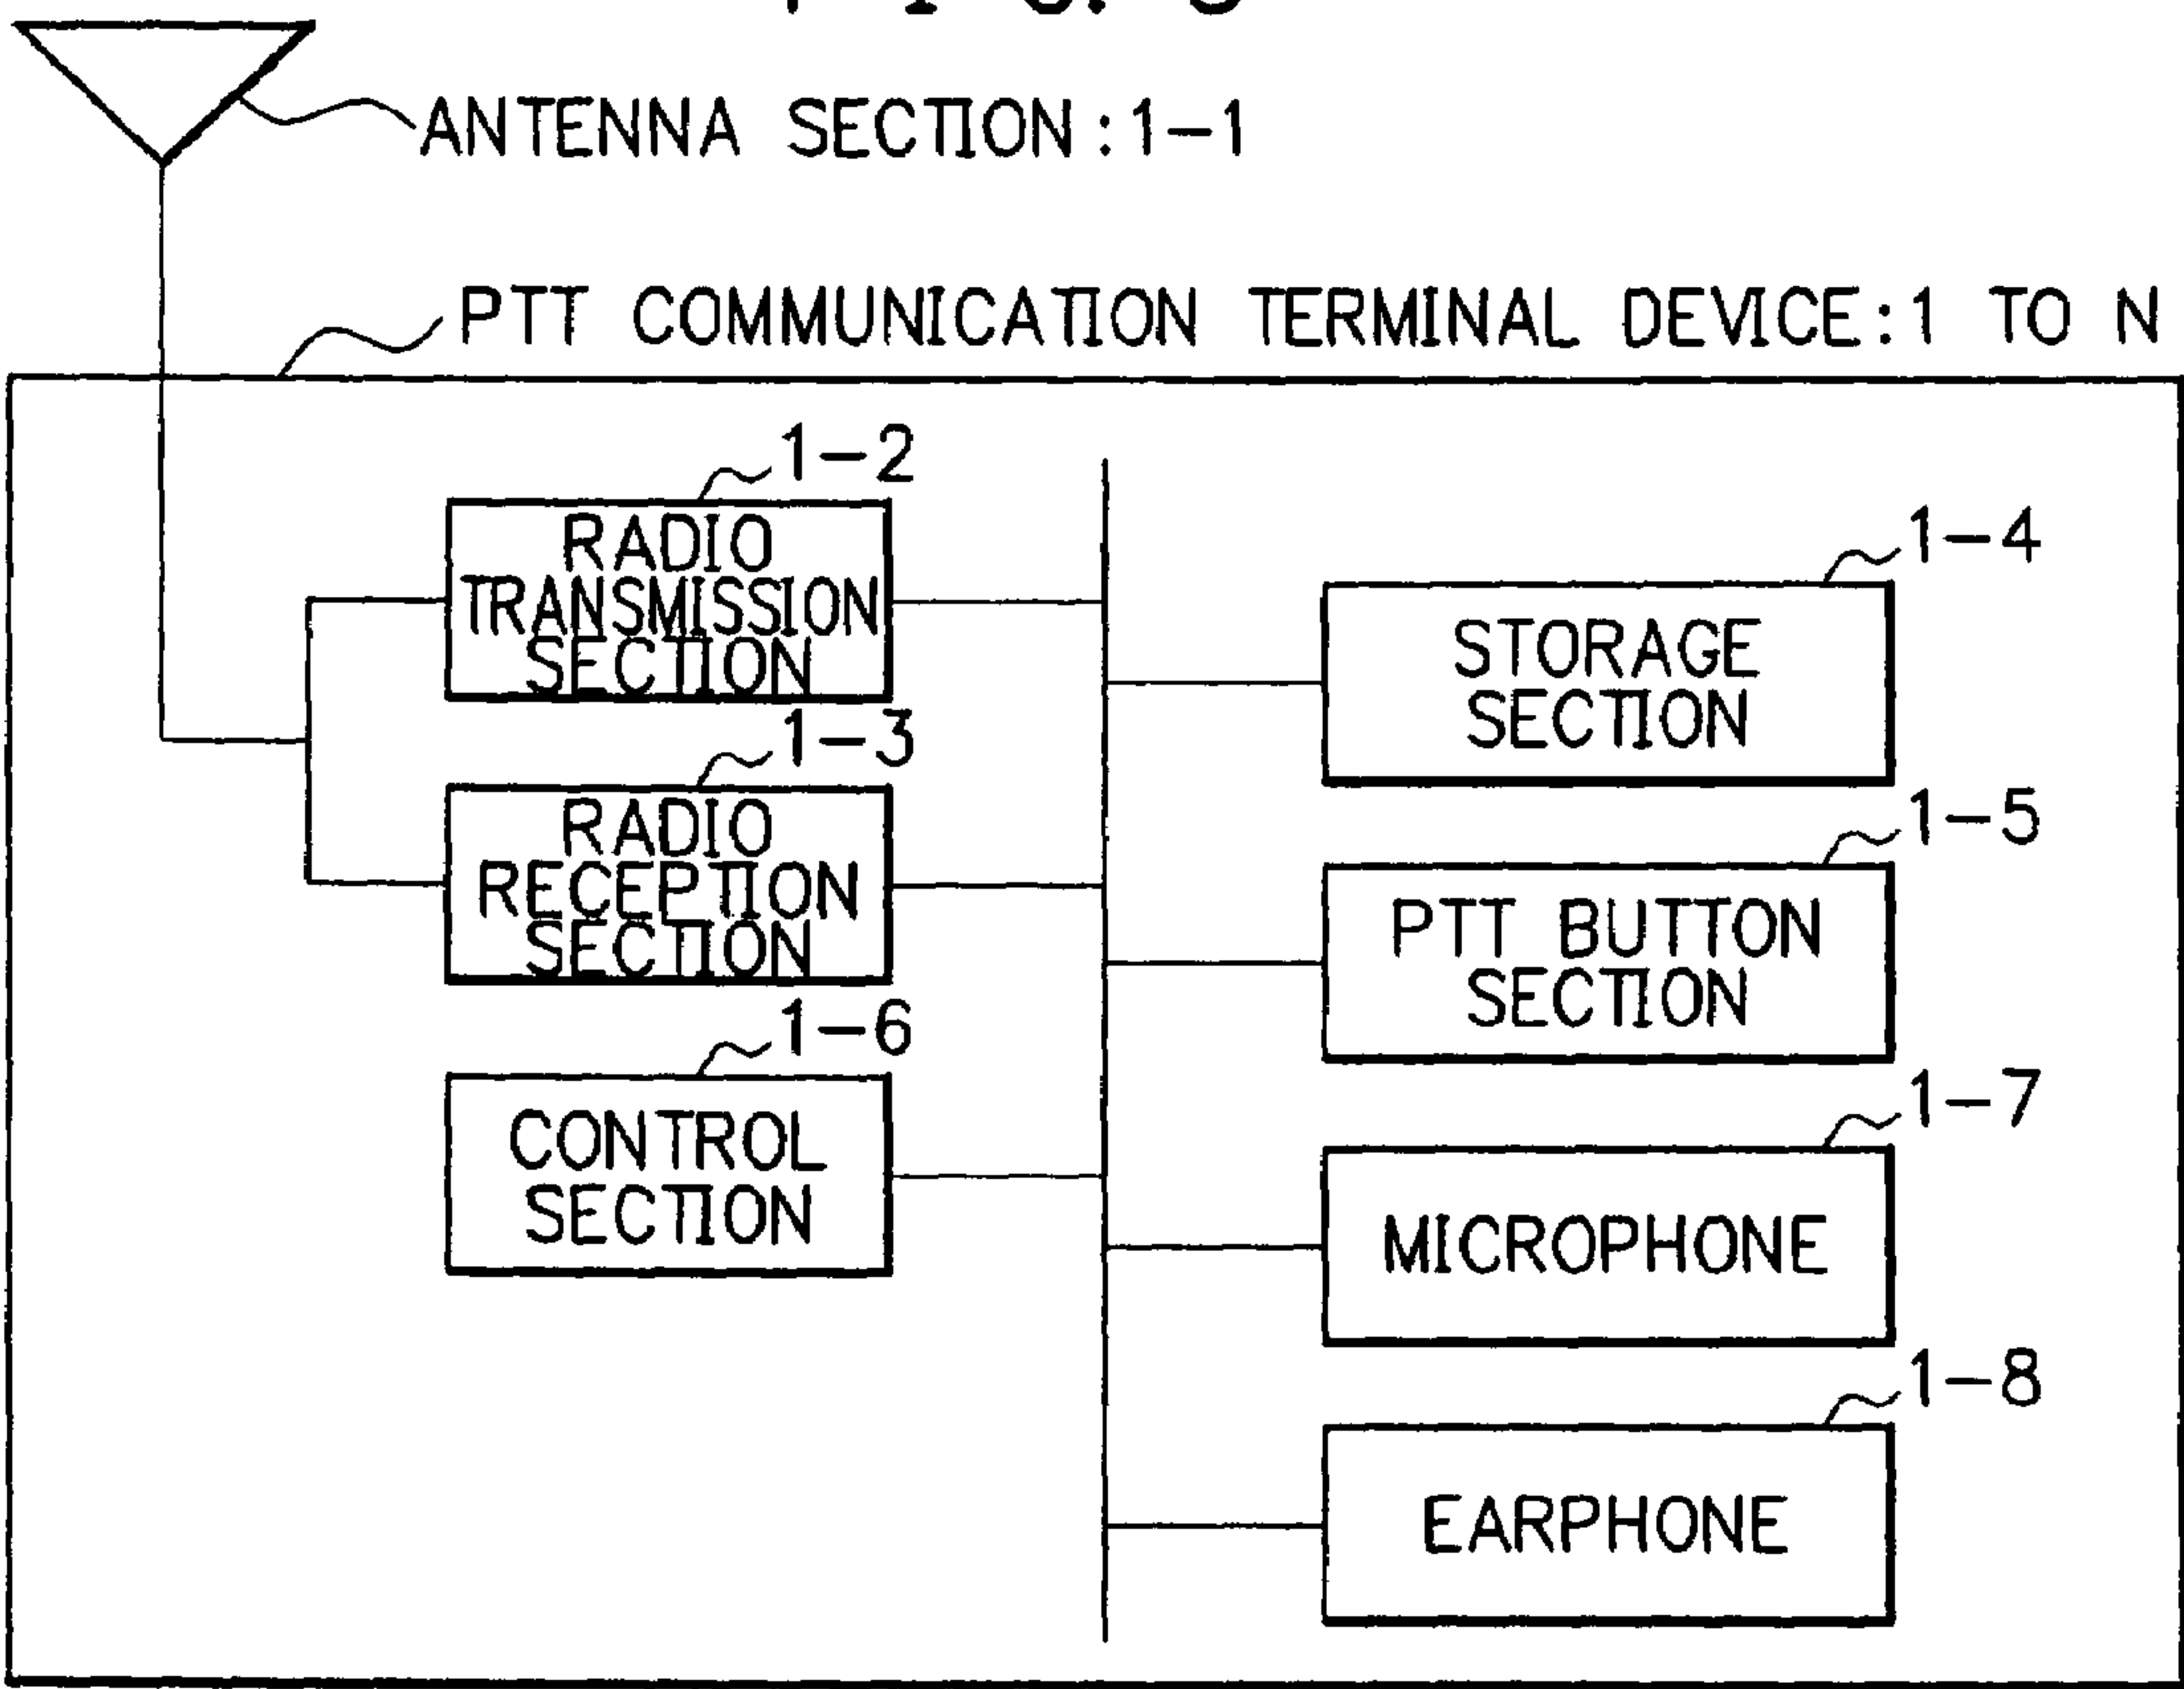 ANTENNA SECTION:1-1
PTT COMMUNICATION TERMINAL DEVICE:1 TO N
1-2
RADIO
TRANSMISSION
SECTION
1-3
RADIO
RECEPTION
SECTION
1-6
CONTROL
SECTION
1-4
STORAGE
SECTION
1-5
PTT BUTTON
SECTION
1-7
MICROPHONE
1-8
EARPHONE